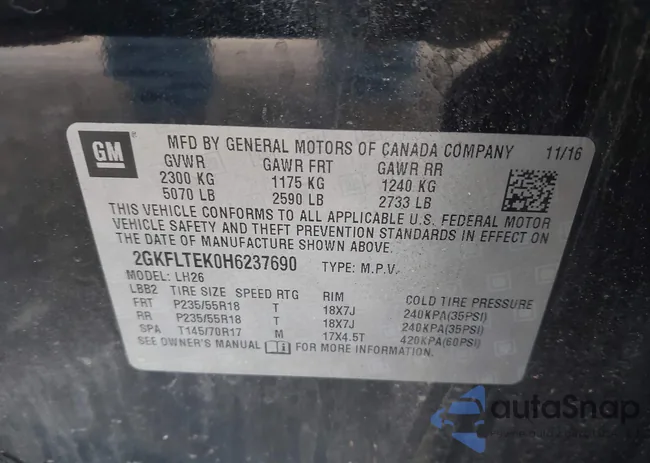 GM
MFD BY GENERAL MOTORS OF CANADA COMPANY 11/16
GVWR GAWR FRT GAWR RR
2300 KG 1175 KG 1240 KG
5070 LB 2590 LB 2733 LB
THIS VEHICLE CONFORMS TO ALL APPLICABLE U.S. FEDERAL MOTOR
VEHICLE SAFETY AND THEFT PREVENTION STANDARDS IN EFFECT ON
THE DATE OF MANUFACTURE SHOWN ABOVE.
2GKFLTEK0H6237690 TYPE: M.P.V.
MODEL: LH26
LBB2 TIRE SIZE SPEED RTG RIM COLD TIRE PRESSURE
FRT P235/55R18 T 18X7J 240KPA(35PSI)
RR P235/55R18 T 18X7J 240KPA(35PSI)
SPA T145/70R17 M 17X4.5T 420KPA(60PSI)
SEE OWNER'S MANUAL FOR MORE INFORMATION.
autoSnap